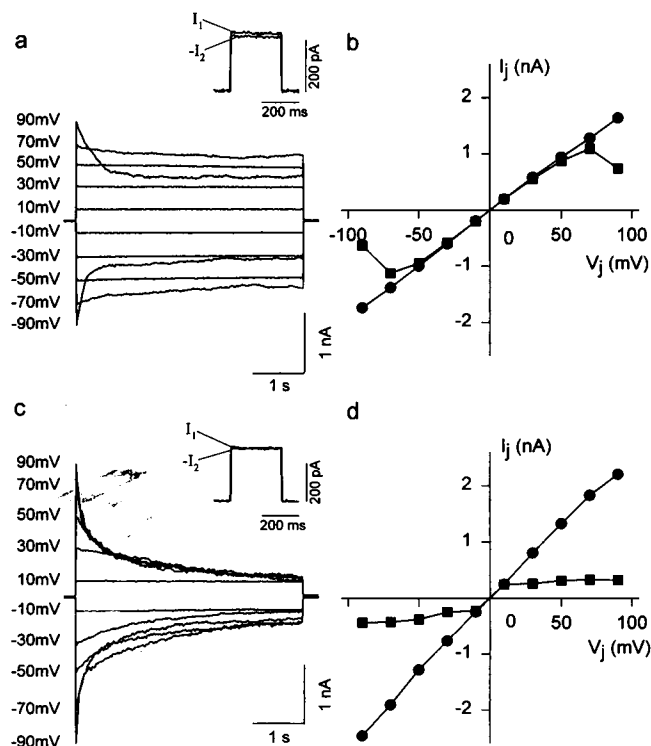 a
I1
-I2
200 pA
200 ms
90mV
70mV
50mV
30mV
10mV
-10mV
-30mV
-50mV
-70mV
-90mV
1 nA
1 s
b
Ij (nA)
2
1
-100
-50
0
50
100
-1
Vj (mV)
-2
c
I1
-I2
200 pA
200 ms
90mV
70mV
50mV
30mV
10mV
-10mV
-30mV
-50mV
-70mV
-90mV
1 nA
1 s
d
Ij (nA)
2
1
0
50
100
-1
Vj (mV)
-2